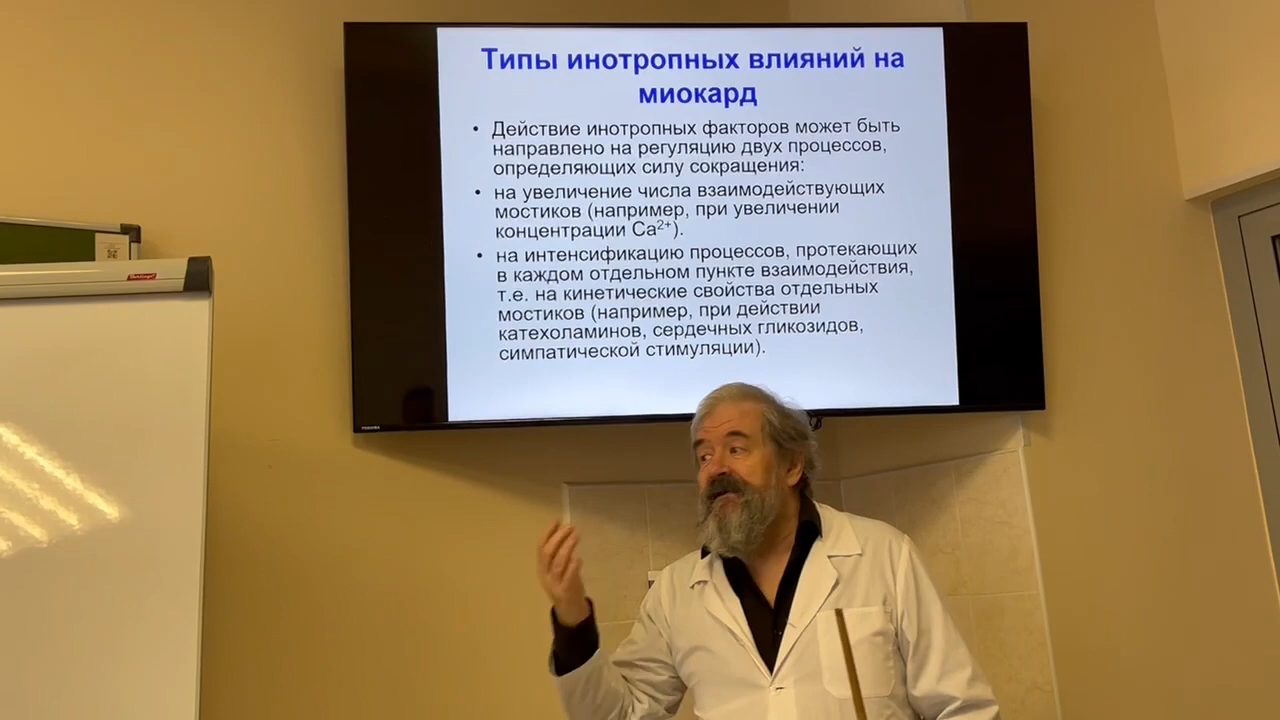 Типы инотропных влияний на
миокард
• Действие инотропных факторов может быть
направлено на регуляцию двух процессов,
определяющих силу сокращения:
• на увеличение числа взаимодействующих
мостиков (например, при увеличении
концентрации Ca²⁺).
• на интенсификацию процессов, протекающих
в каждом отдельном пункте взаимодействия,
т.е. на кинетические свойства отдельных
мостиков (например, при действии
катехоламинов, сердечных гликозидов,
симпатической стимуляции).
TOSHIBA